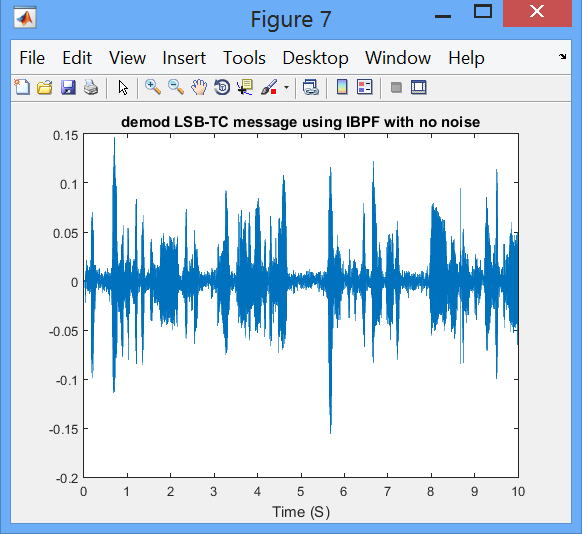 Figure 7
File Edit View Insert Tools Desktop Window Help
demod LSB-TC message using IBPF with no noise
0.15
0.1
0.05
0
-0.05
-0.1
-0.15
-0.2
0 1 2 3 4 5 6 7 8 9 10
Time (S)